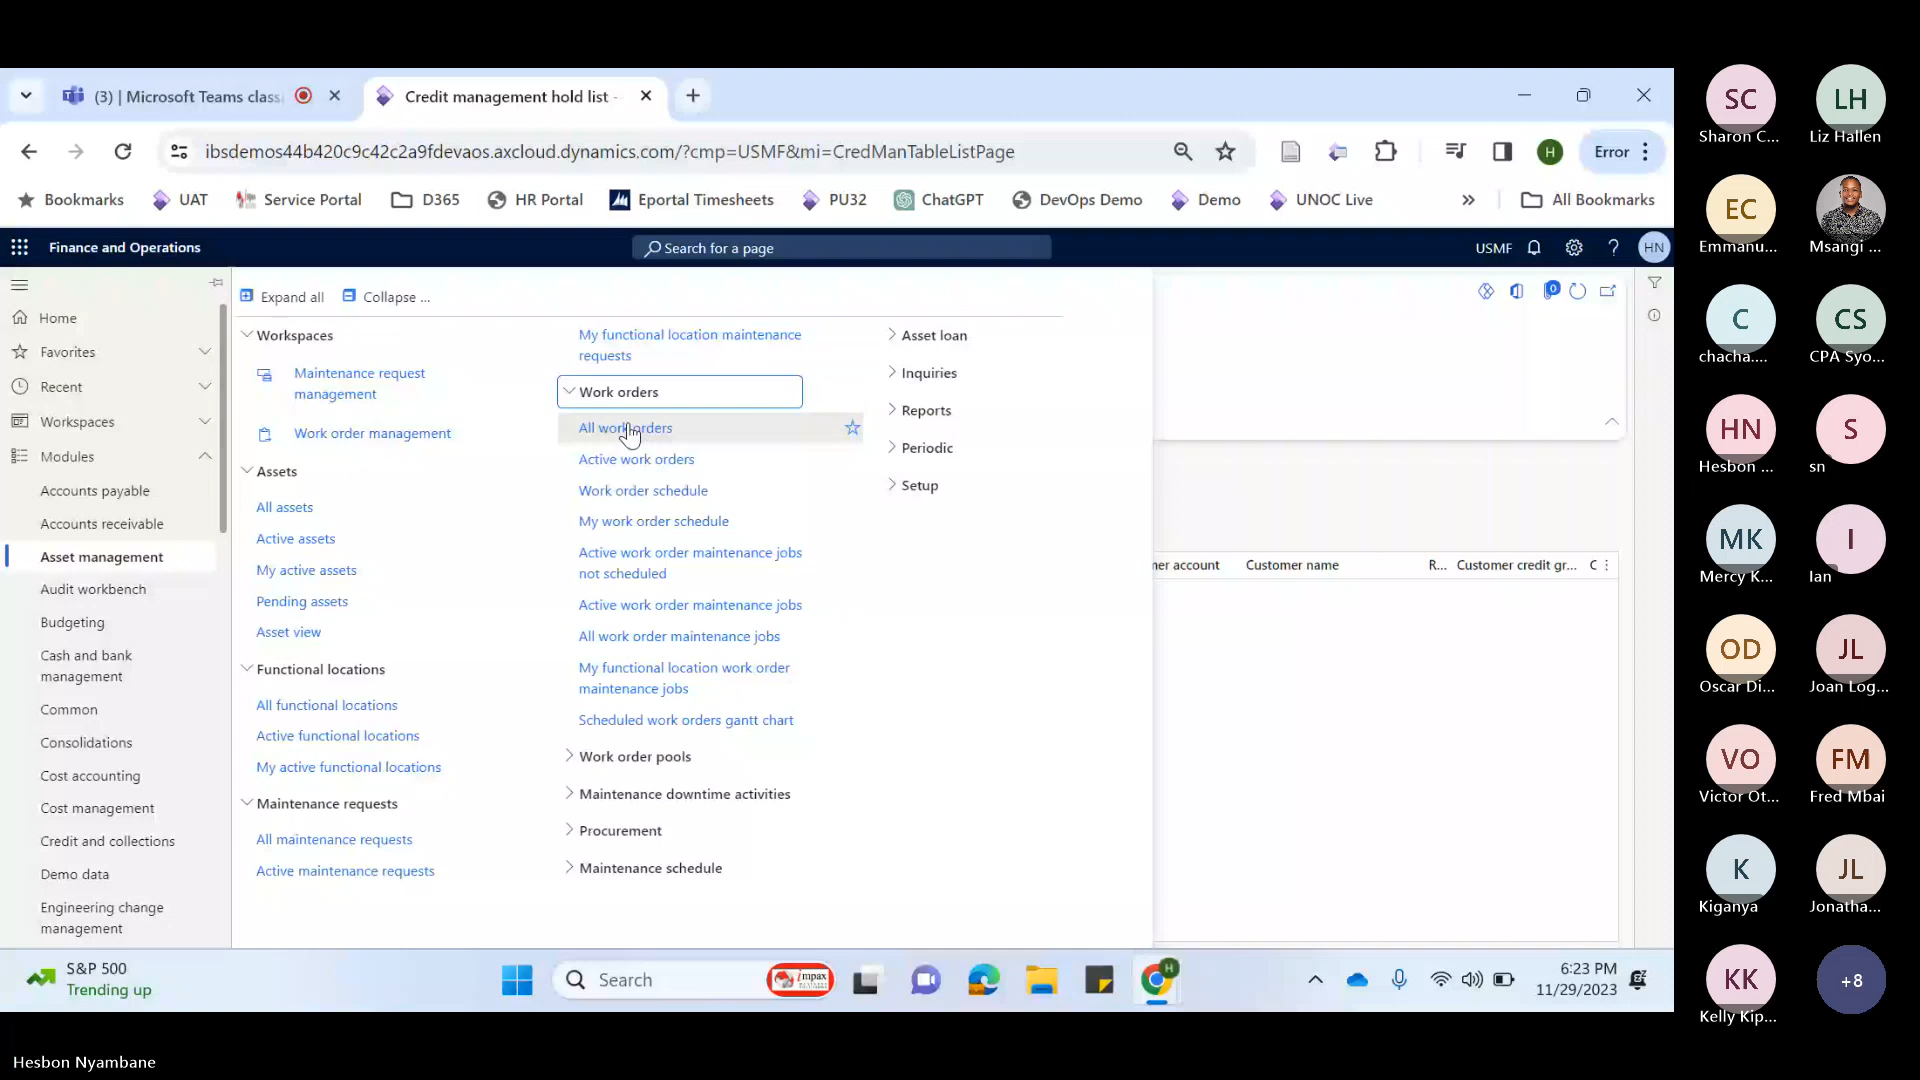 (3) | Microsoft Teams class
Credit management hold list -
ibsdemos44b420c9c42c2a9fdevaos.axcloud.dynamics.com/?cmp=USMF&mi=CredManTableListPage
H
Error
Bookmarks
UAT
Service Portal
D365
HR Portal
Eportal Timesheets
PU32
ChatGPT
DevOps Demo
Demo
UNOC Live
»
All Bookmarks
Finance and Operations
Search for a page
USMF
?
HN
Expand all
Collapse ...
0
Home
Favorites
Recent
Workspaces
Modules
Accounts payable
Accounts receivable
Asset management
Audit workbench
Budgeting
Cash and bank
management
Common
Consolidations
Cost accounting
Cost management
Credit and collections
Demo data
Engineering change
management
Workspaces
Maintenance request
management
Work order management
Assets
All assets
Active assets
My active assets
Pending assets
Asset view
Functional locations
All functional locations
Active functional locations
My active functional locations
Maintenance requests
All maintenance requests
Active maintenance requests
My functional location maintenance
requests
Work orders
All work orders
Active work orders
Work order schedule
My work order schedule
Active work order maintenance jobs
not scheduled
Active work order maintenance jobs
All work order maintenance jobs
My functional location work order
maintenance jobs
Scheduled work orders gantt chart
Work order pools
Maintenance downtime activities
Procurement
Maintenance schedule
Asset loan
Inquiries
Reports
Periodic
Setup
ner account
Customer name
R...
Customer credit gr...
C
S&P 500
Trending up
Search
impax
H
6:23 PM
11/29/2023
SC
Sharon C...
LH
Liz Hallen
EC
Emmanu...
Msangi ...
C
chacha....
CS
CPA Syo...
HN
Hesbon ...
S
sn
MK
Mercy K...
I
Ian
OD
Oscar Di...
JL
Joan Log...
VO
Victor Ot...
FM
Fred Mbai
K
Kiganya
JL
Jonatha...
KK
Kelly Kip...
+8
Hesbon Nyambane